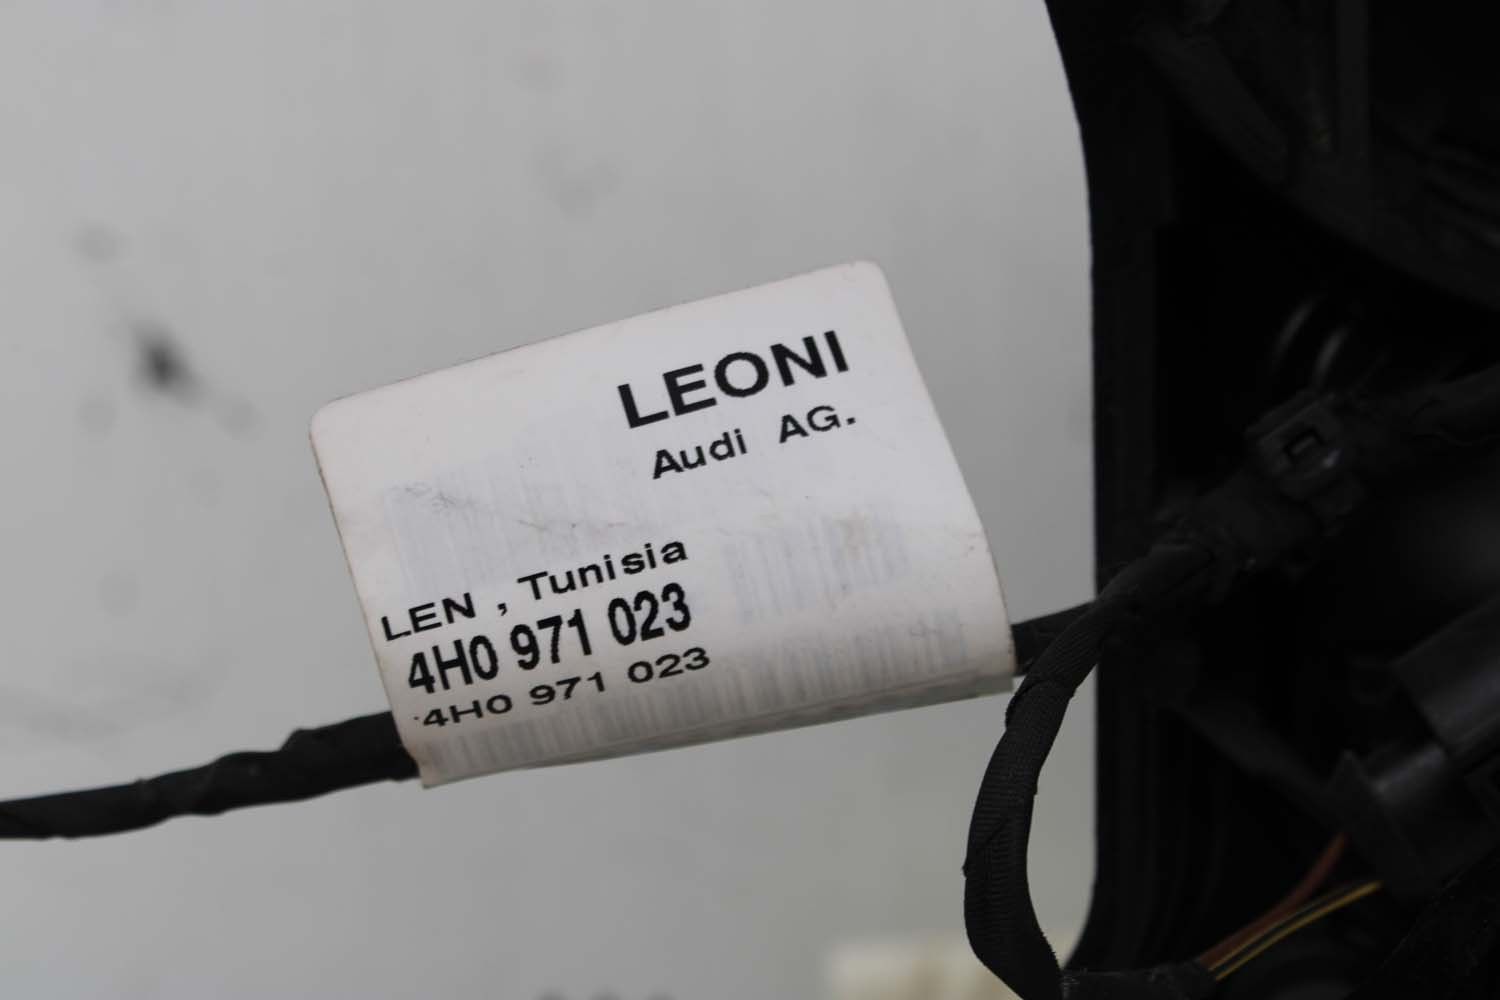 LEONI
Audi AG.
LEN , Tunisia
4H0 971 023
4H0 971 023